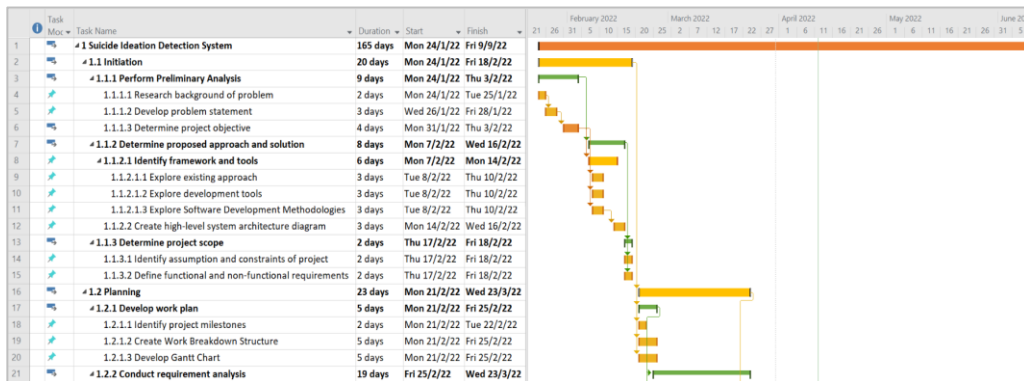 Task
Mo Task Name Duration Start Finish
February 2022 March 2022 April 2022 May 2022 June 20
21 26 31 5 10 15 20 25 2 7 12 17 22 27 1 6 11 16 21 26 1 6 11 16 21 26 31 5
1 1 Suicide Ideation Detection System 165 days Mon 24/1/22 Fri 9/9/22
2 1.1 Initiation 20 days Mon 24/1/22 Fri 18/2/22
3 1.1.1 Perform Preliminary Analysis 9 days Mon 24/1/22 Thu 3/2/22
4 1.1.1.1 Research background of problem 2 days Mon 24/1/22 Tue 25/1/22
5 1.1.1.2 Develop problem statement 3 days Wed 26/1/22 Fri 28/1/22
6 1.1.1.3 Determine project objective 4 days Mon 31/1/22 Thu 3/2/22
7 1.1.2 Determine proposed approach and solution 8 days Mon 7/2/22 Wed 16/2/22
8 1.1.2.1 Identify framework and tools 6 days Mon 7/2/22 Mon 14/2/22
9 1.1.2.1.1 Explore existing approach 3 days Tue 8/2/22 Thu 10/2/22
10 1.1.2.1.2 Explore development tools 3 days Tue 8/2/22 Thu 10/2/22
11 1.1.2.1.3 Explore Software Development Methodologies 3 days Tue 8/2/22 Thu 10/2/22
12 1.1.2.2 Create high-level system architecture diagram 3 days Mon 14/2/22 Wed 16/2/22
13 1.1.3 Determine project scope 2 days Thu 17/2/22 Fri 18/2/22
14 1.1.3.1 Identify assumption and constraints of project 2 days Thu 17/2/22 Fri 18/2/22
15 1.1.3.2 Define functional and non-functional requirements 2 days Thu 17/2/22 Fri 18/2/22
16 1.2 Planning 23 days Mon 21/2/22 Wed 23/3/22
17 1.2.1 Develop work plan 5 days Mon 21/2/22 Fri 25/2/22
18 1.2.1.1 Identify project milestones 2 days Mon 21/2/22 Tue 22/2/22
19 1.2.1.2 Create Work Breakdown Structure 5 days Mon 21/2/22 Fri 25/2/22
20 1.2.1.3 Develop Gantt Chart 5 days Mon 21/2/22 Fri 25/2/22
21 1.2.2 Conduct requirement analysis 19 days Fri 25/2/22 Wed 23/3/22